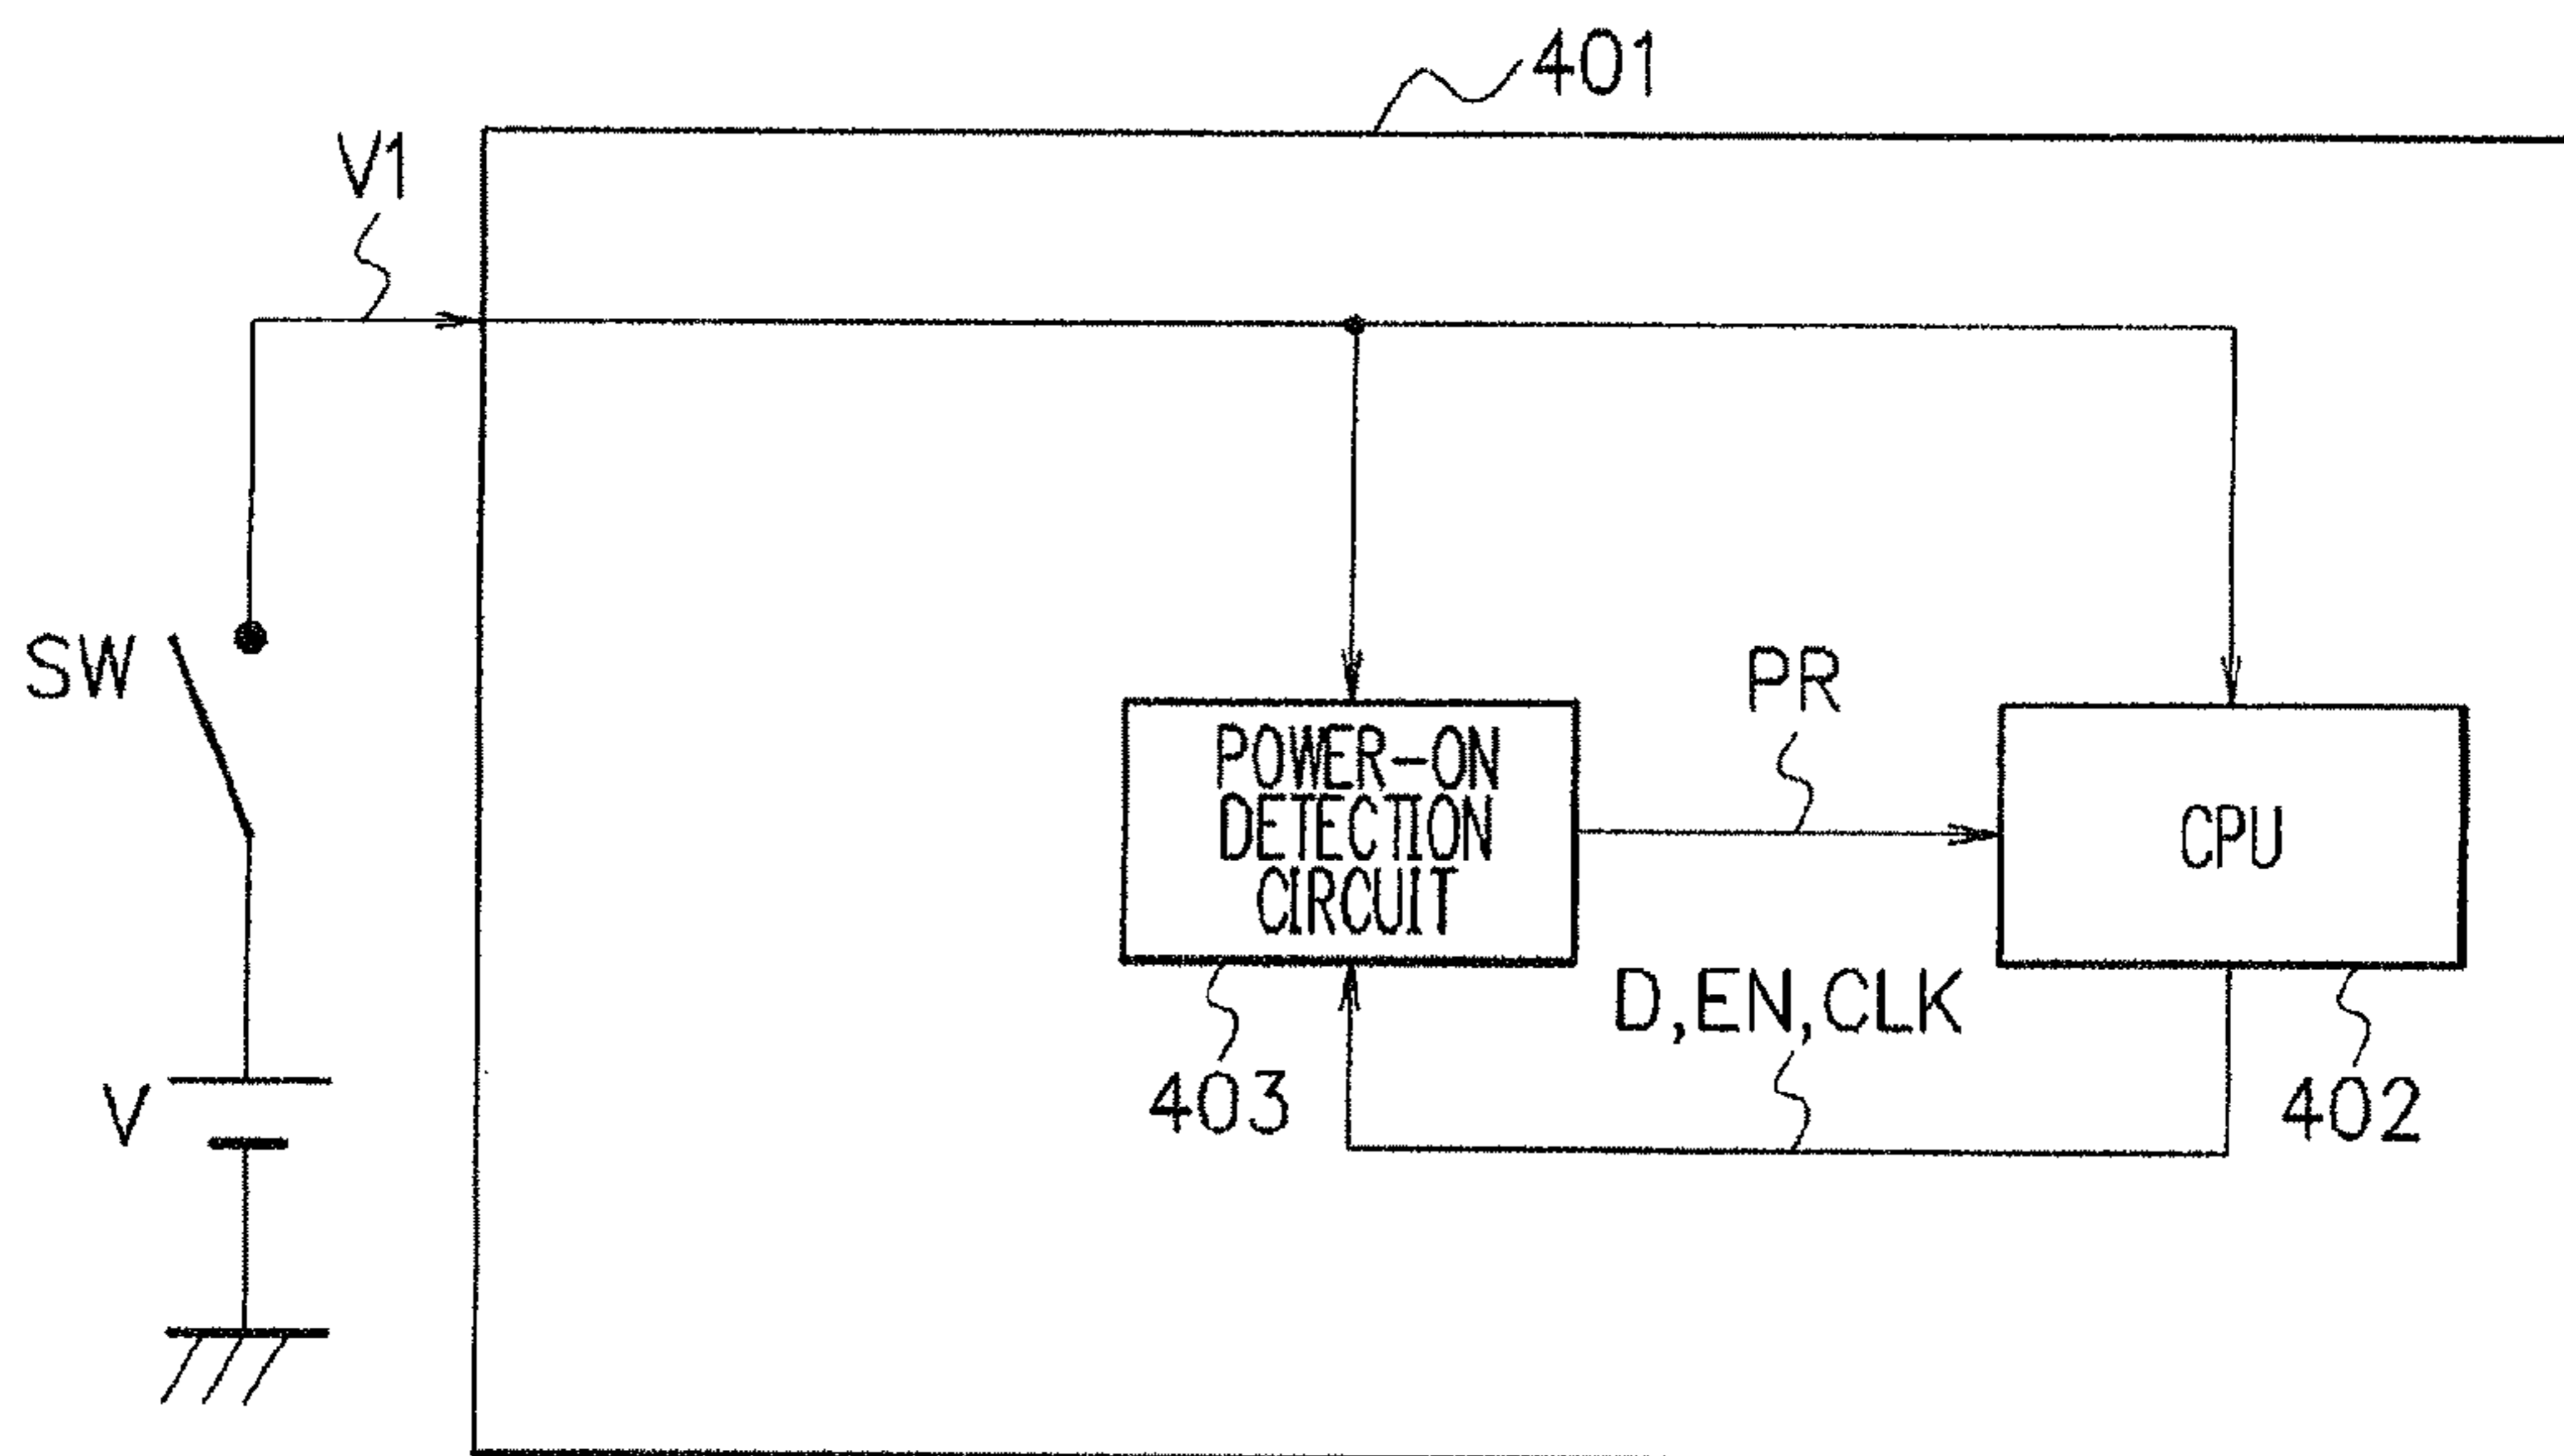 401
V1
SW
PR
POWER-ON
DETECTION
CIRCUIT
CPU
D,EN,CLK
V
403
402